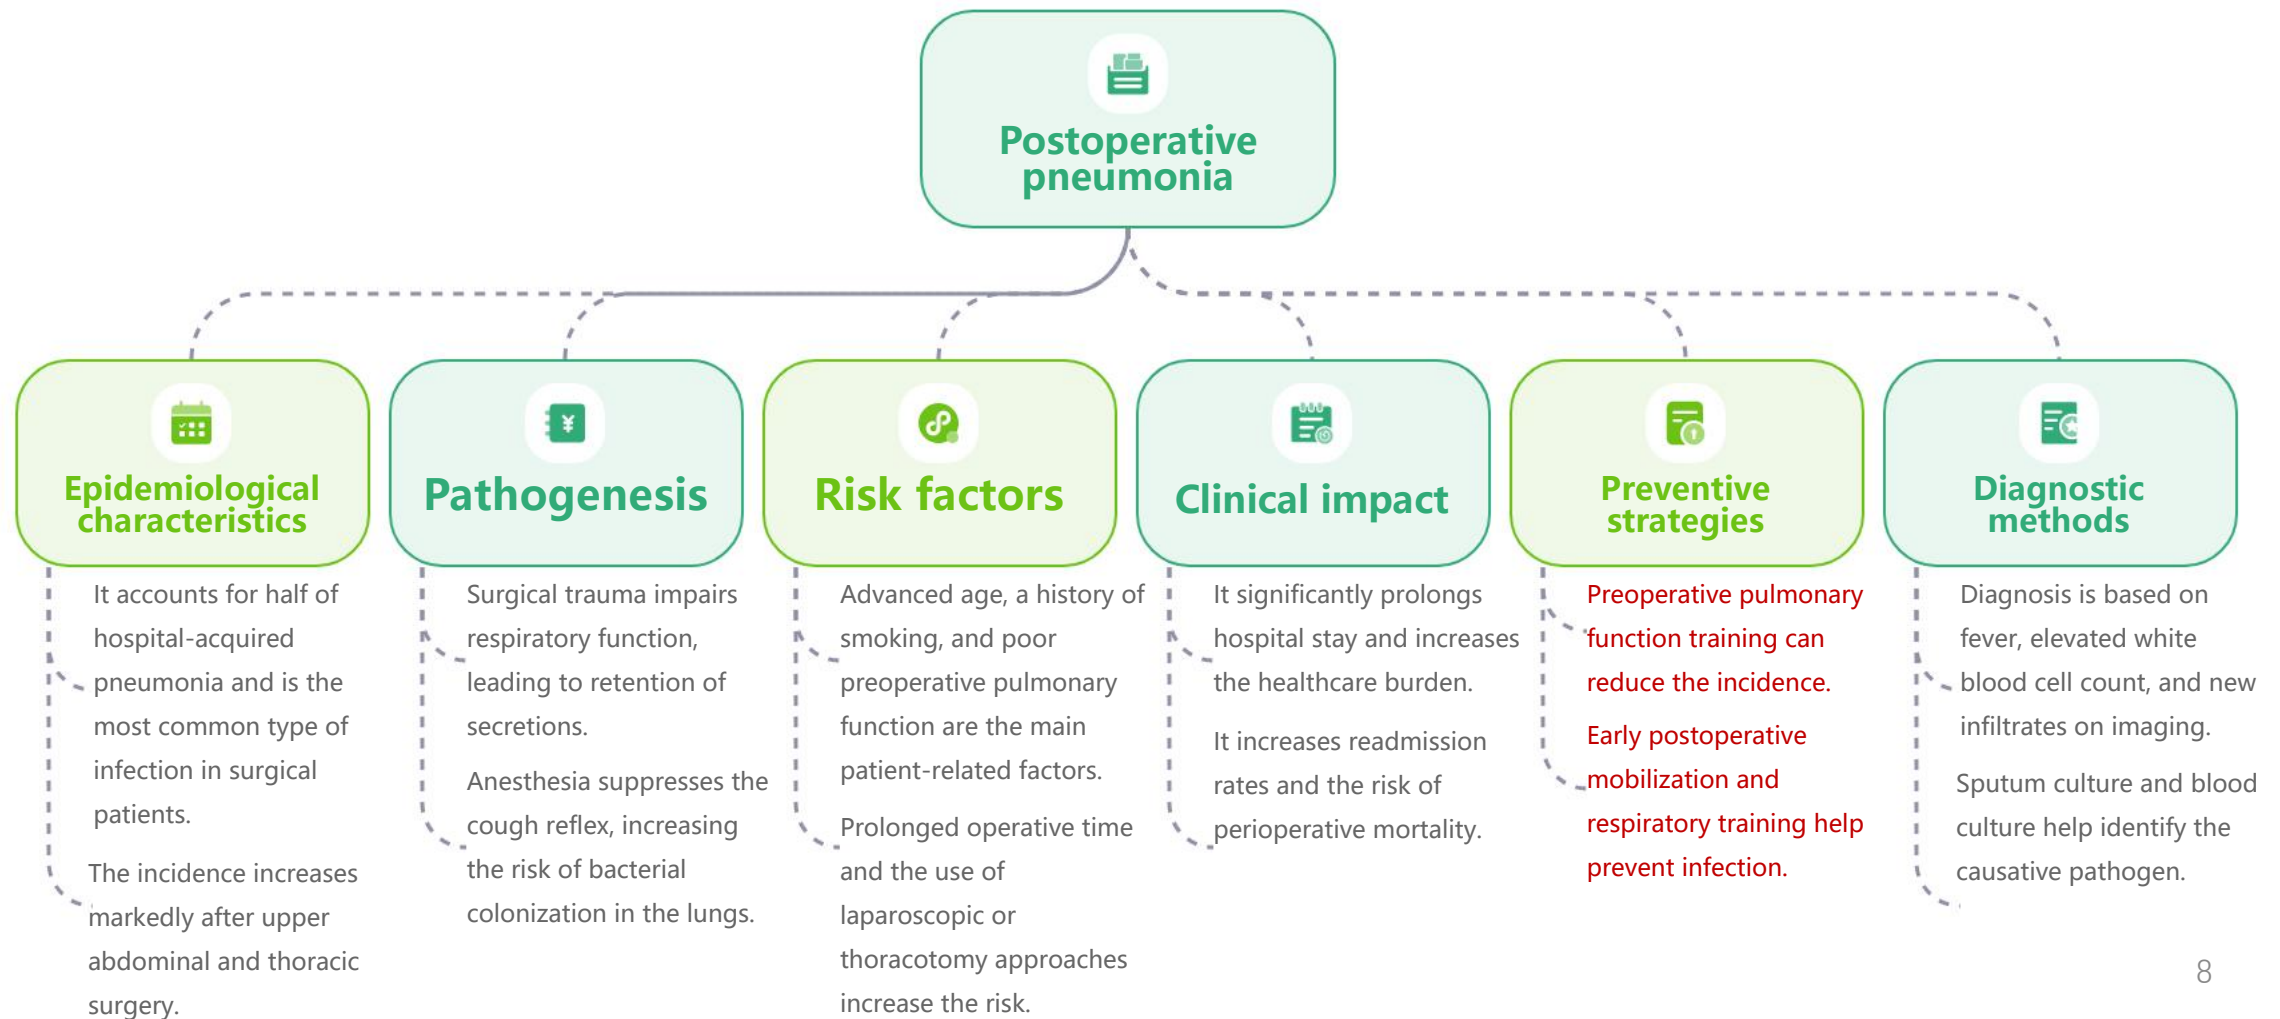 Postoperative
pneumonia
Epidemiological
characteristics
It accounts for half of
hospital-acquired
pneumonia and is the
most common type of
infection in surgical
patients.
The incidence increases
markedly after upper
abdominal and thoracic
surgery.
¥
Pathogenesis
Surgical trauma impairs
respiratory function,
leading to retention of
secretions.
Anesthesia suppresses the
cough reflex, increasing
the risk of bacterial
colonization in the lungs.
Risk factors
Advanced age, a history of
smoking, and poor
preoperative pulmonary
function are the main
patient-related factors.
Prolonged operative time
and the use of
laparoscopic or
thoracotomy approaches
increase the risk.
Clinical impact
It significantly prolongs
hospital stay and increases
the healthcare burden.
It increases readmission
rates and the risk of
perioperative mortality.
Preventive
strategies
Preoperative pulmonary
function training can
reduce the incidence.
Early postoperative
mobilization and
respiratory training help
prevent infection.
Diagnostic
methods
Diagnosis is based on
fever, elevated white
blood cell count, and new
infiltrates on imaging.
Sputum culture and blood
culture help identify the
causative pathogen.
8